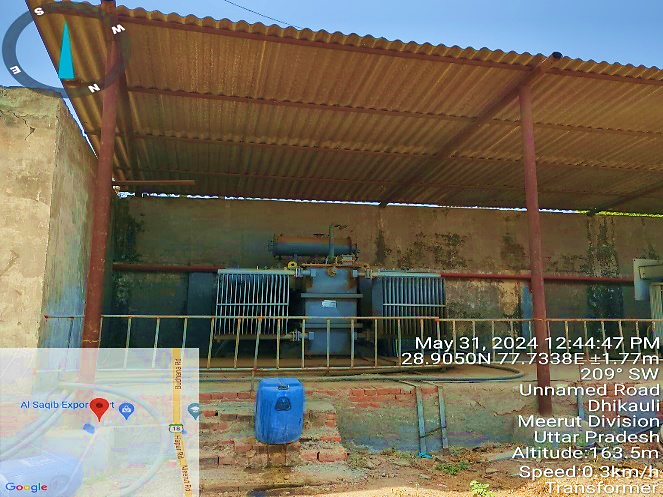 S
W
E
N
May 31, 2024 12:44:47 PM
28.9050N 77.7338E ±1.77m
209° SW
Unnamed Road
Dhikauli
Meerut Division
Uttar Pradesh
Altitude:163.5m
Speed:0.3km/h
Transformer
Al Saqib Export
Google